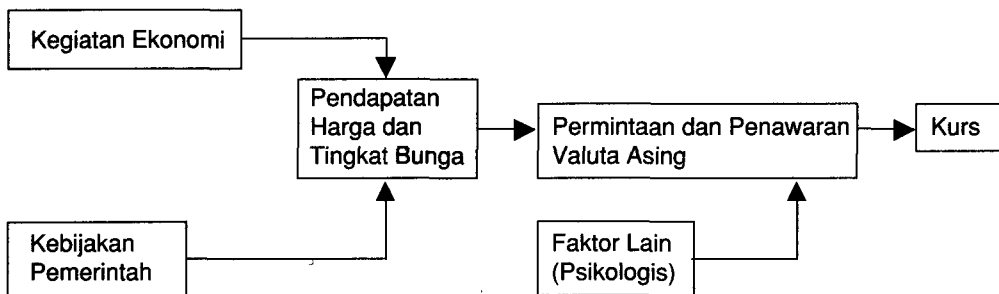 Kegiatan Ekonomi
Pendapatan
Harga dan
Tingkat Bunga
Permintaan dan Penawaran
Valuta Asing
Kurs
Kebijakan
Pemerintah
Faktor Lain
(Psikologis)